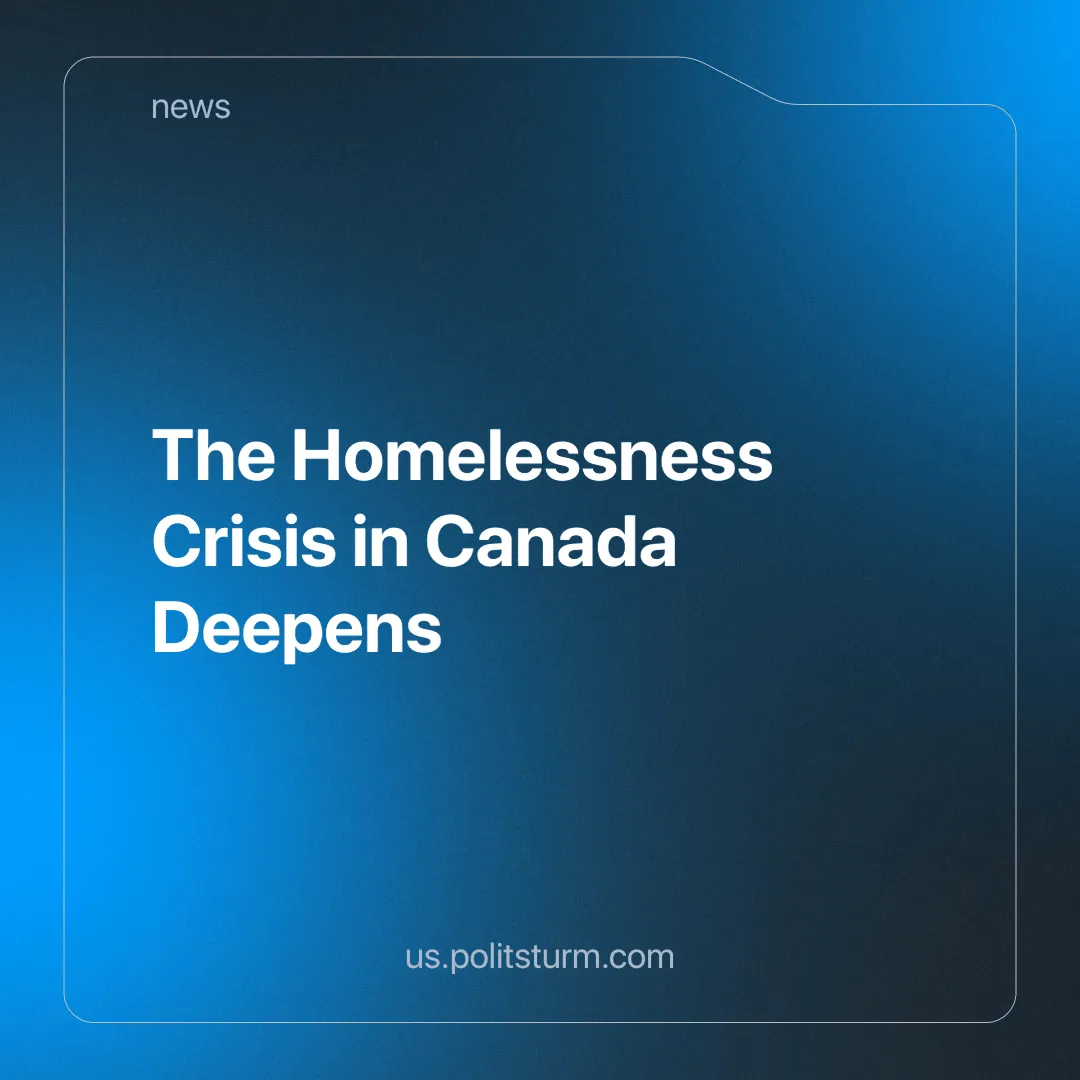 news
The Homelessness
Crisis in Canada
Deepens
us.politsturm.com